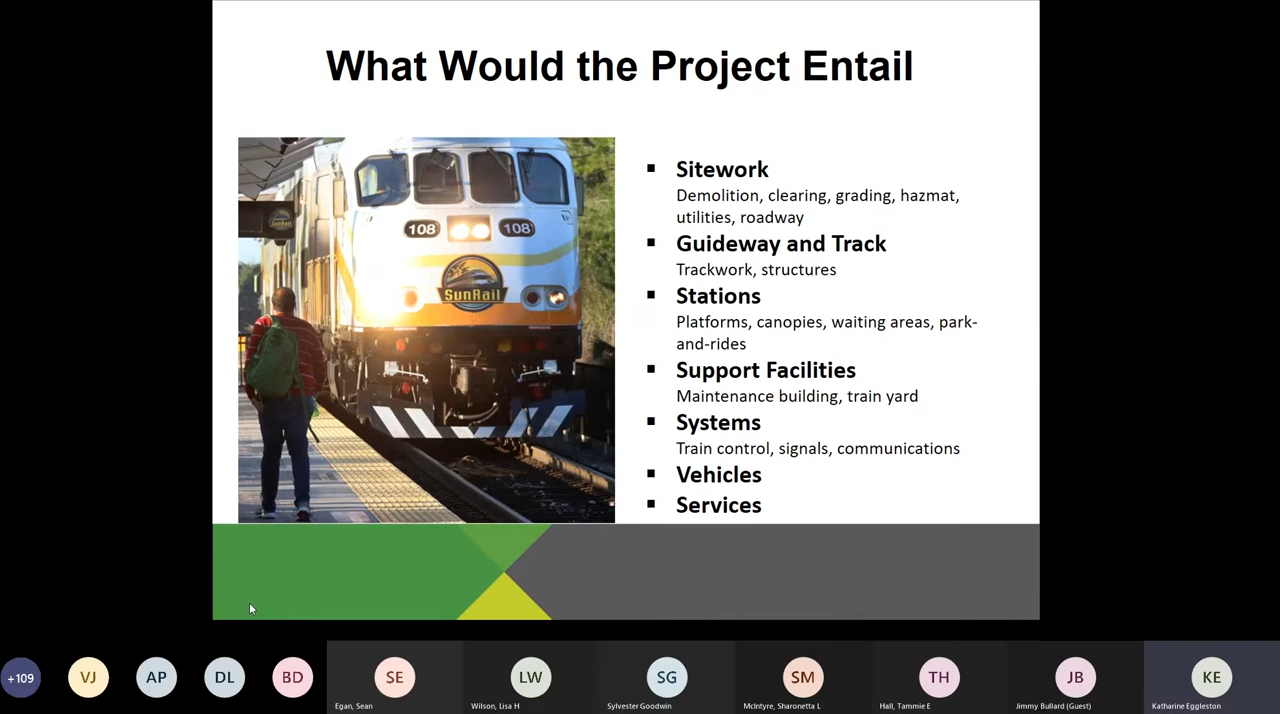 What Would the Project Entail
SunRail
108
108
SunRail
▪ Sitework
Demolition, clearing, grading, hazmat,
utilities, roadway
▪ Guideway and Track
Trackwork, structures
▪ Stations
Platforms, canopies, waiting areas, park-
and-rides
▪ Support Facilities
Maintenance building, train yard
▪ Systems
Train control, signals, communications
▪ Vehicles
▪ Services
+109
VJ
AP
DL
BD
SE
Egan, Sean
LW
Wilson, Lisa H
SG
Sylvester Goodwin
SM
McIntyre, Sharonetta L
TH
Hall, Tammie E
JB
Jimmy Bullard (Guest)
KE
Katharine Eggleston